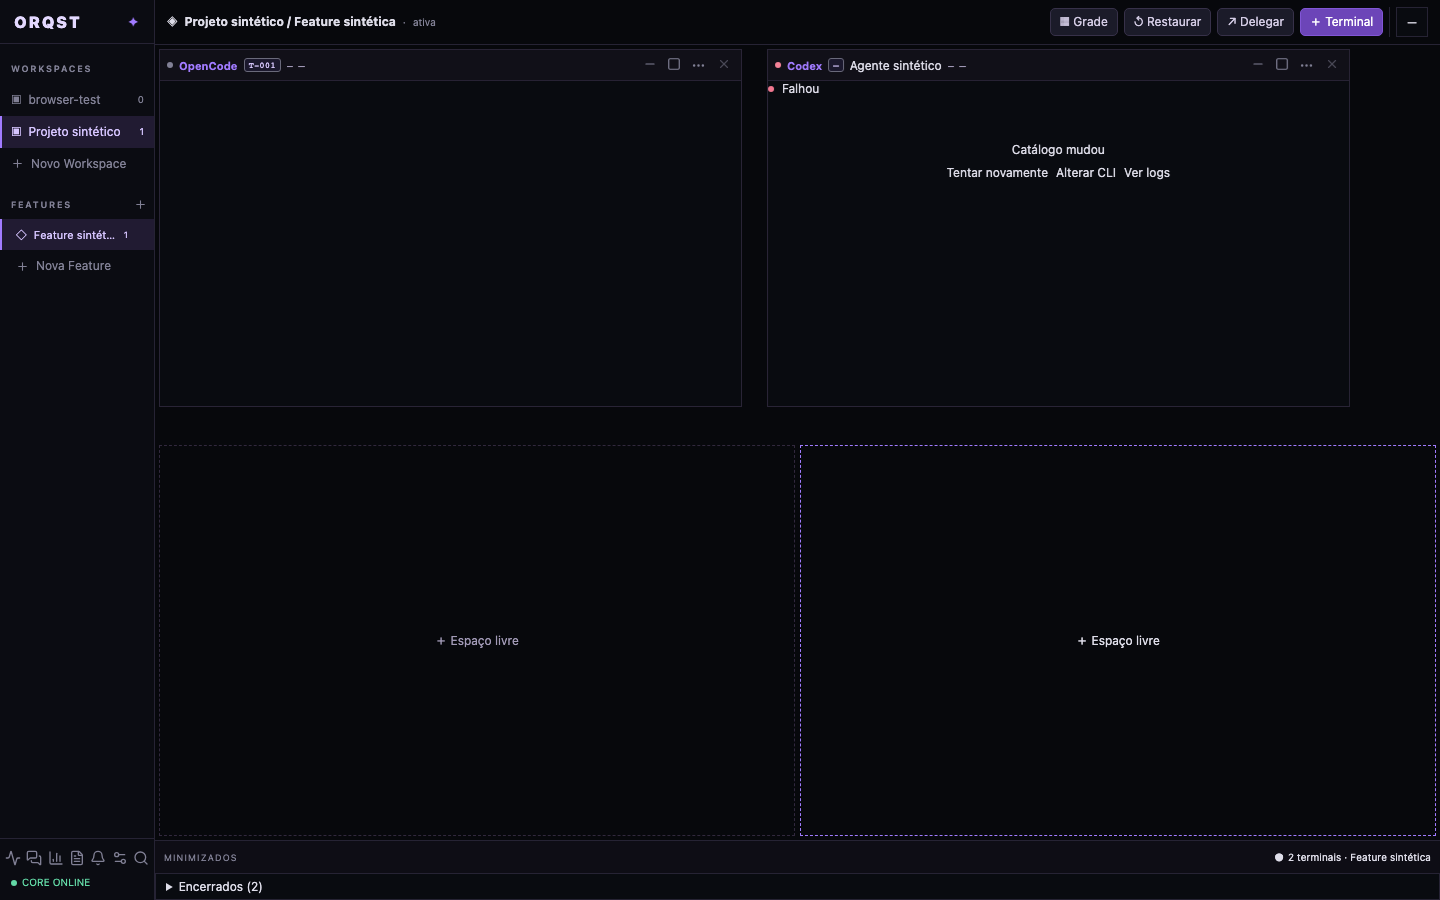 ORQST
Projeto sintético / Feature sintética · ativa
Grade
Restaurar
Delegar
+ Terminal
WORKSPACES
browser-test 0
Projeto sintético 1
+ Novo Workspace
FEATURES +
Feature sintét... 1
+ Nova Feature
OpenCode T-001 — —
Codex — Agente sintético — —
Falhou
Catálogo mudou
Tentar novamente Alterar CLI Ver logs
+ Espaço livre
+ Espaço livre
CORE ONLINE
MINIMIZADOS
2 terminais · Feature sintética
Encerrados (2)